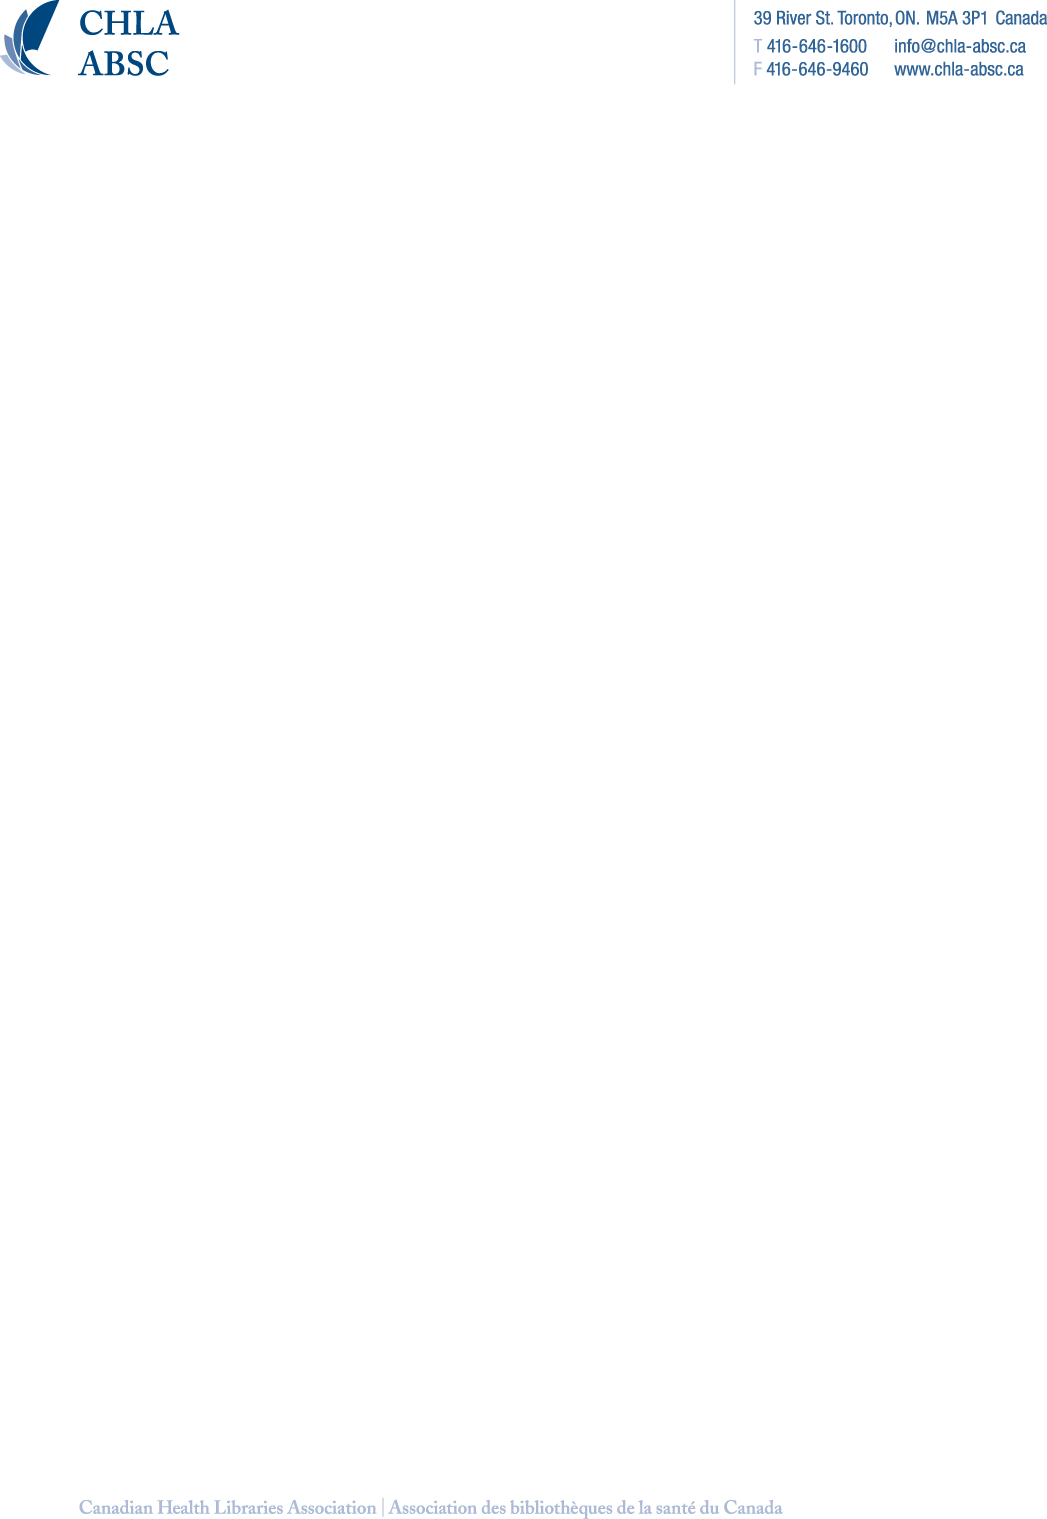 CHLA
ABSC
39 River St. Toronto, ON. M5A 3P1 Canada
T 416-646-1600 info@chla-absc.ca
F 416-646-9460 www.chla-absc.ca
Canadian Health Libraries Association | Association des bibliothèques de la santé du Canada